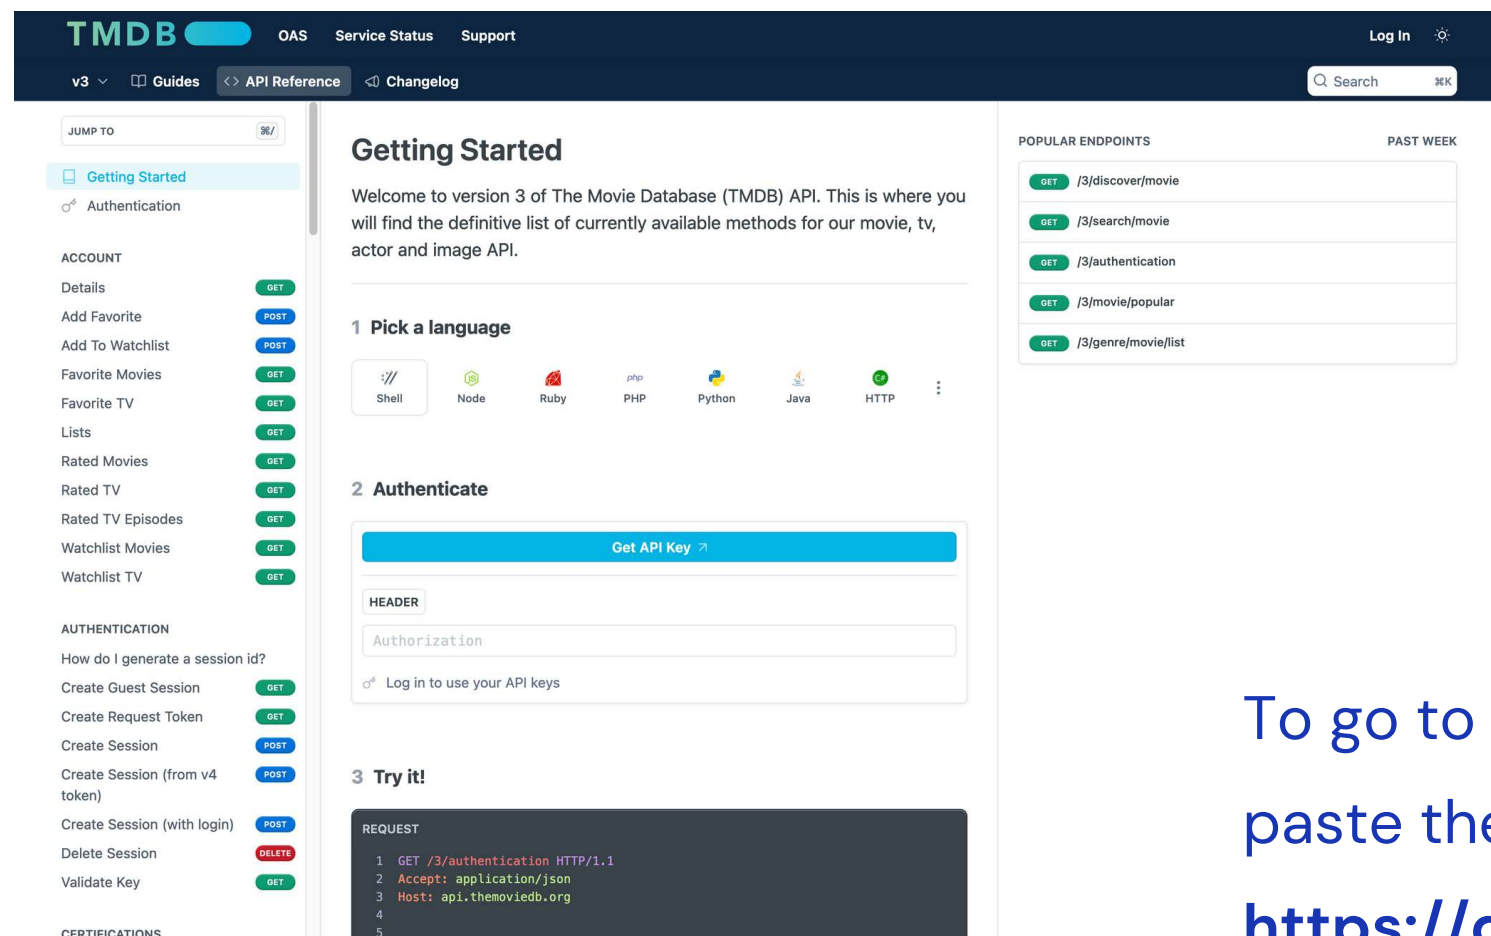 TMDB OAS Service Status Support Log In
v3 Guides <> API Reference Changelog Search ⌘K
JUMP TO ⌘/
Getting Started
Authentication
ACCOUNT
Details GET
Add Favorite POST
Add To Watchlist POST
Favorite Movies GET
Favorite TV GET
Lists GET
Rated Movies GET
Rated TV GET
Rated TV Episodes GET
Watchlist Movies GET
Watchlist TV GET
AUTHENTICATION
How do I generate a session id?
Create Guest Session GET
Create Request Token GET
Create Session POST
Create Session (from v4 POST
token)
Create Session (with login) POST
Delete Session DELETE
Validate Key GET
CERTIFICATIONS
Getting Started
Welcome to version 3 of The Movie Database (TMDB) API. This is where you
will find the definitive list of currently available methods for our movie, tv,
actor and image API.
1 Pick a language
php
Shell Node Ruby PHP Python Java HTTP
2 Authenticate
Get API Key
HEADER
Authorization
Log in to use your API keys
3 Try it!
REQUEST
1 GET /3/authentication HTTP/1.1
2 Accept: application/json
3 Host: api.themoviedb.org
4
5
POPULAR ENDPOINTS PAST WEEK
GET /3/discover/movie
GET /3/search/movie
GET /3/authentication
GET /3/movie/popular
GET /3/genre/movie/list
To go to
paste the
https://